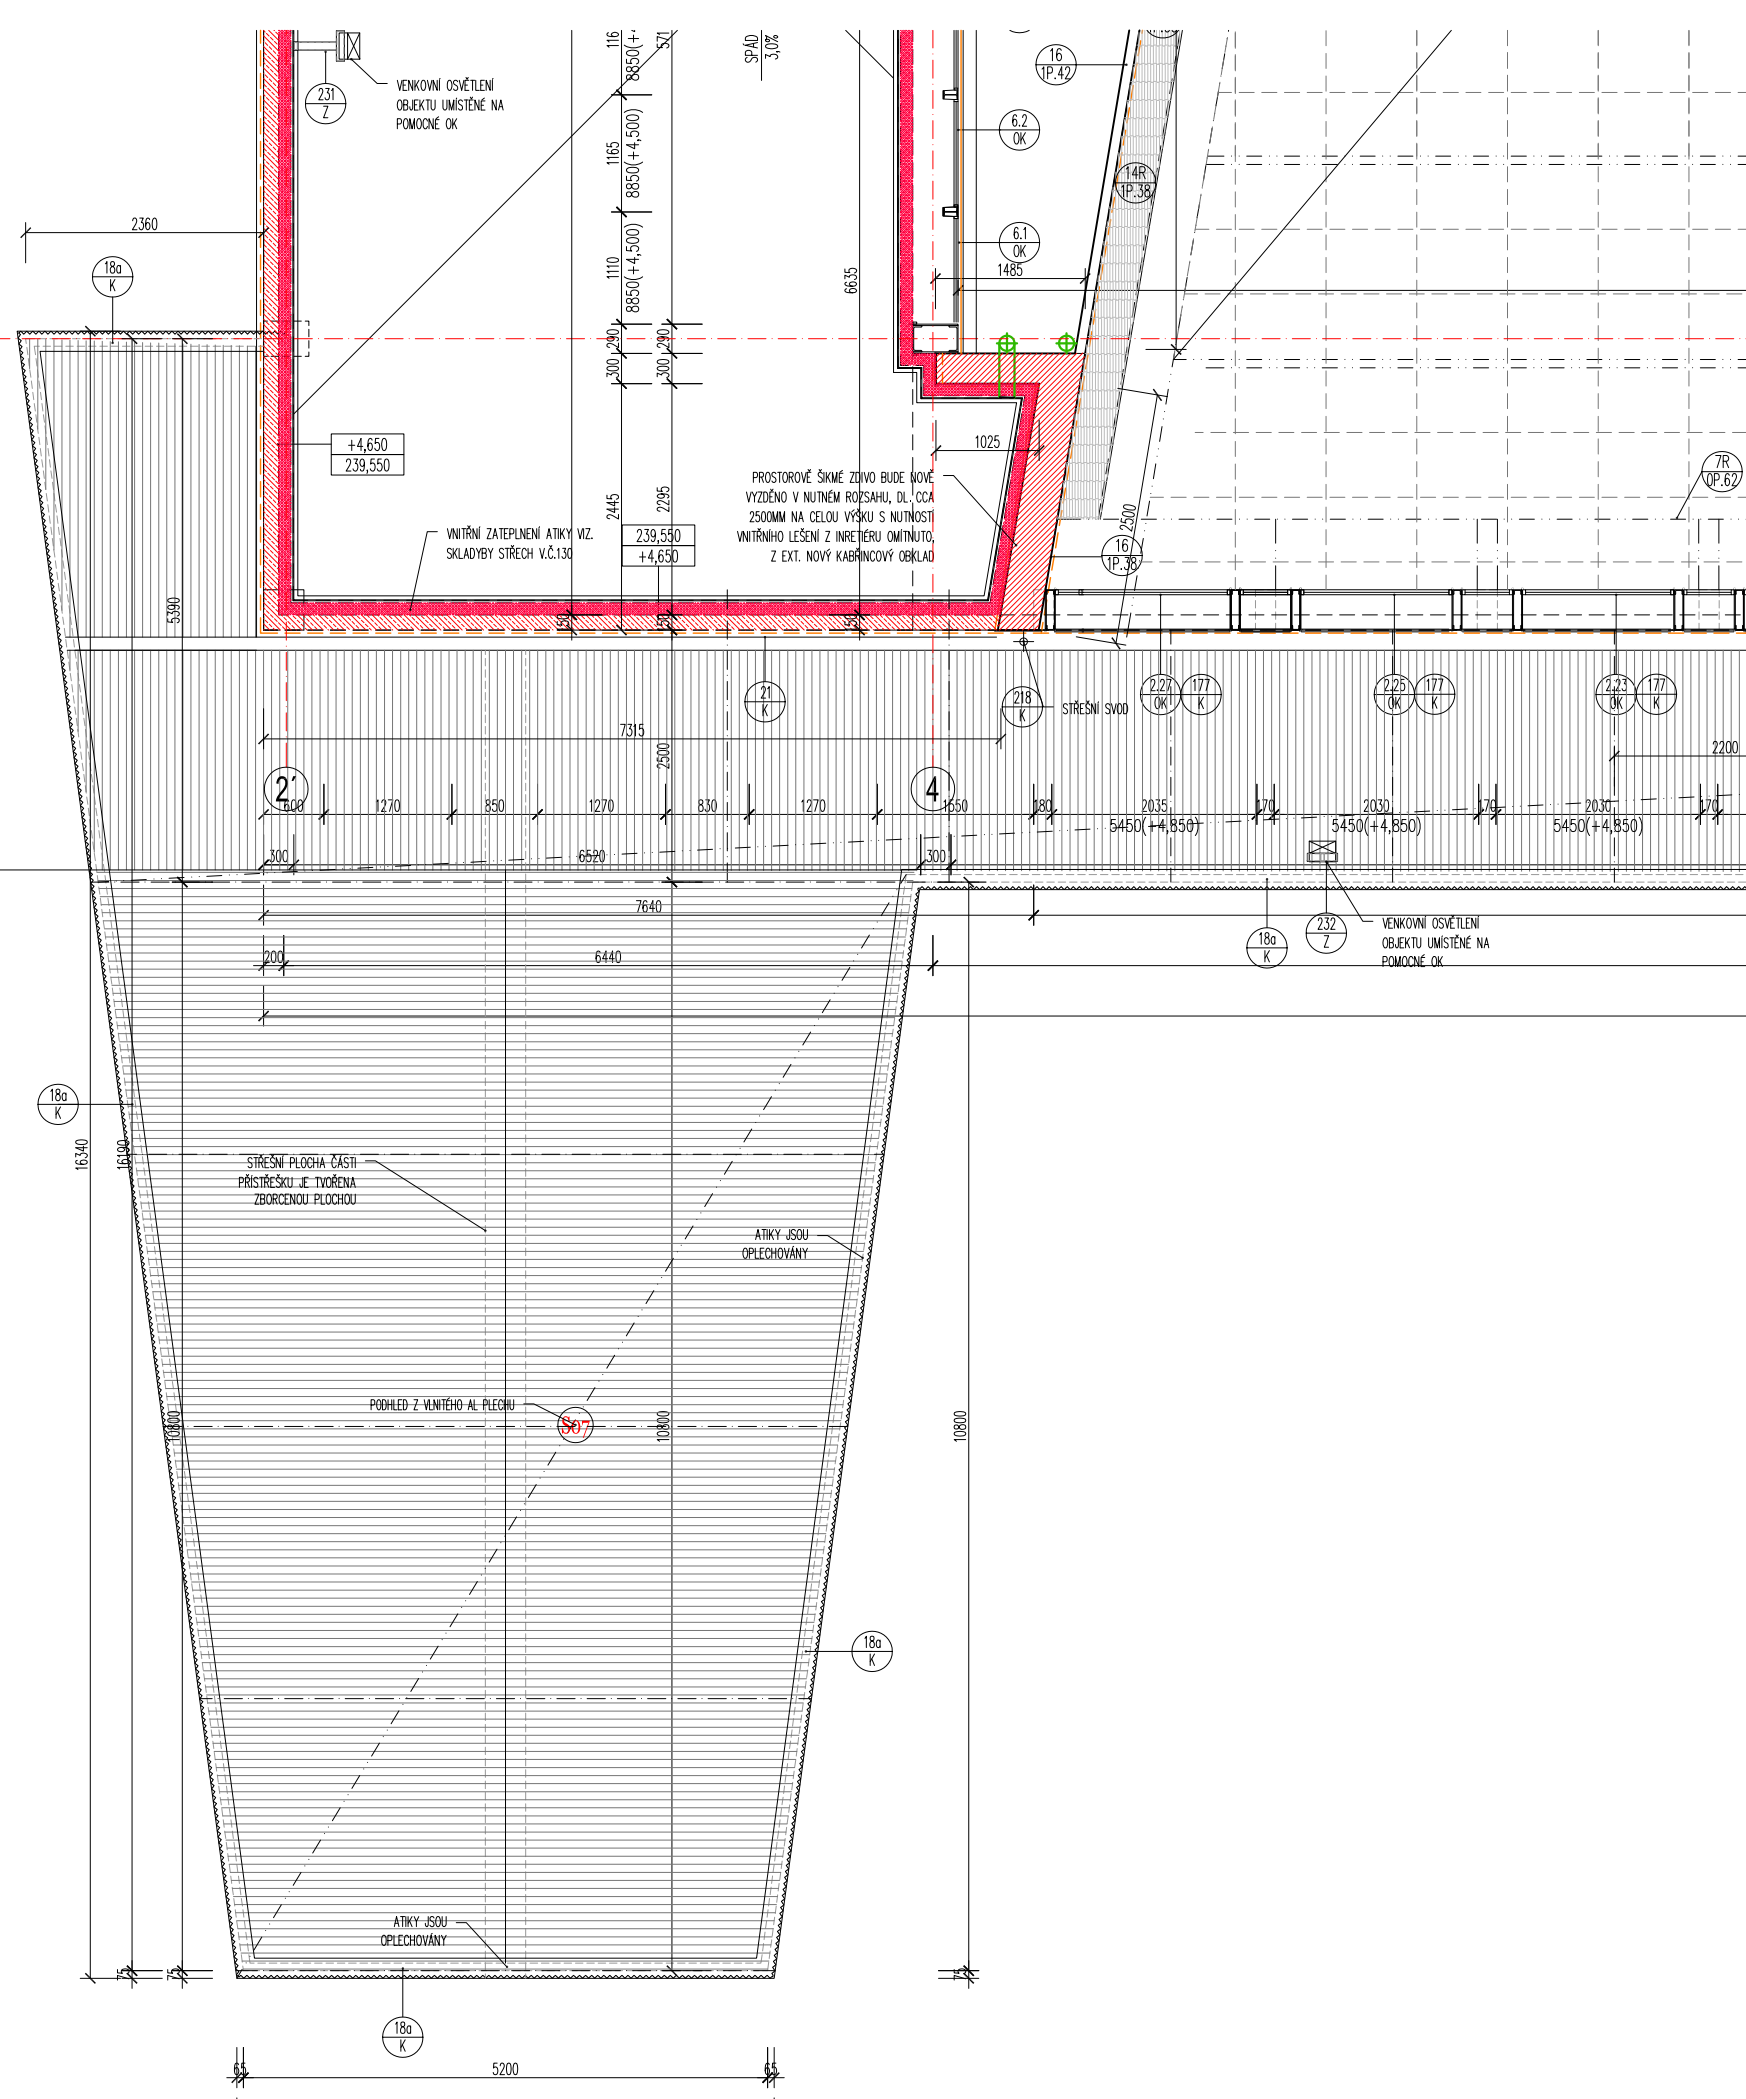 116
8850(+4
571
SPÁD
3,0%
16
1P.42
231
Z
VENKOVNÍ OSVĚTLENÍ
OBJEKTU UMÍSTĚNÉ NA
POMOCNÉ OK
1165
8850(+4,500)
6.2
OK
14R
1P.38
2360
18a
K
1110
8850(+4,500)
6635
6.1
OK
1485
290
290
300
300
+4,650
239,550
1025
PROSTOROVĚ ŠIKMÉ ZDIVO BUDE NOVĚ
VYZDĚNO V NUTNÉM ROZSAHU, DL. CCA
2500MM NA CELOU VÝŠKU S NUTNOSTÍ
VNITŘNÍHO LEŠENÍ Z INRETIÉRU OMÍTNUTO,
Z EXT. NOVÝ KABŘINCOVÝ OBKLAD
7R
0P.62
2445
2295
2500
VNITŘNÍ ZATEPLNENÍ ATIKY VIZ.
SKLADYBY STŘECH V.Č.130
239,550
+4,650
16
1P.38
5390
150
150
150
21
K
218
K
STŘEŠNÍ SVOD
2.27
OK
177
K
2.25
OK
177
K
2.23
OK
177
K
7315
2500
2200
2´
4
600
1270
850
1270
830
1270
1550
180
2035
170
2030
170
2030
170
5450(+4,850)
5450(+4,850)
5450(+4,850)
300
6520
300
7640
232
Z
VENKOVNÍ OSVĚTLENÍ
OBJEKTU UMÍSTĚNÉ NA
POMOCNÉ OK
18a
K
200
6440
18a
K
16340
16190
STŘEŠNÍ PLOCHA ČÁSTI
PŘÍSTŘEŠKU JE TVOŘENA
ZBORCENOU PLOCHOU
ATIKY JSOU
OPLECHOVÁNY
PODHLED Z VLNITÉHO AL PLECHU
S07
10800
10800
10800
18a
K
ATIKY JSOU
OPLECHOVÁNY
75
75
75
18a
K
65
5200
65